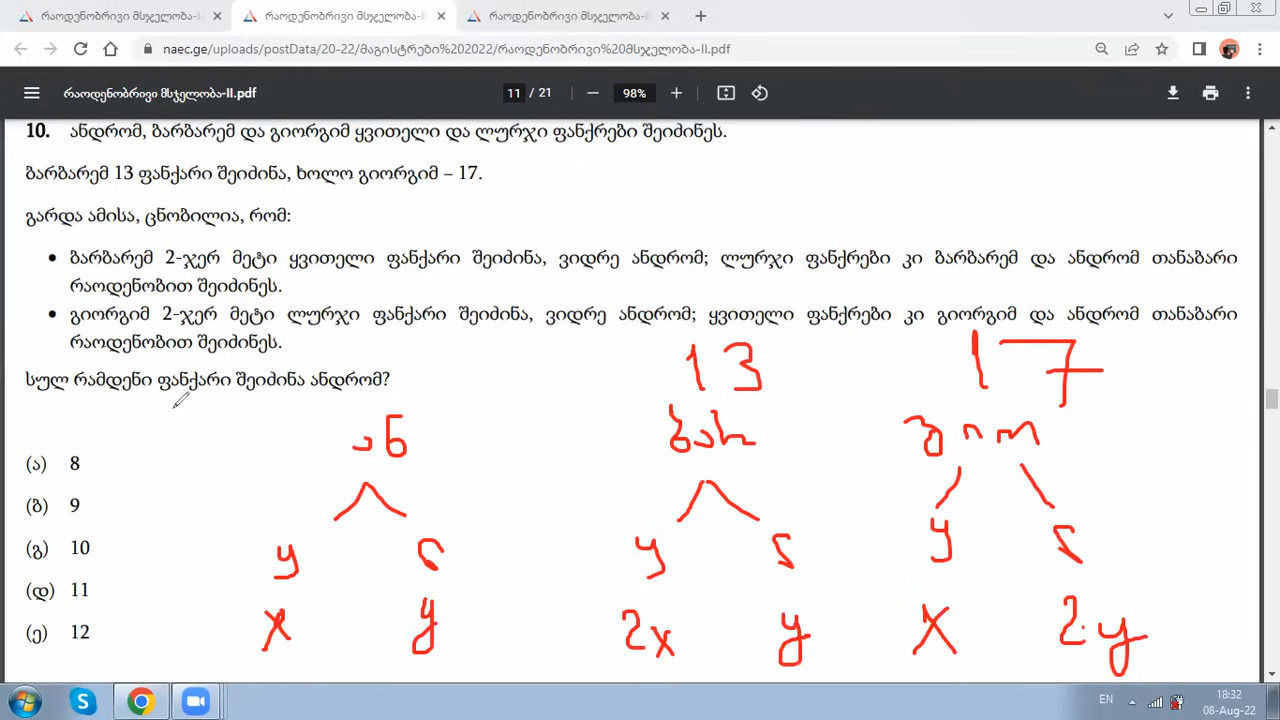 რაოდენობრივი მსჯელობა-I
რაოდენობრივი მსჯელობა-II
რაოდენობრივი მსჯელობა-II
naec.ge/uploads/postData/20-22/მაგისტრები%202022/რაოდენობრივი%20მსჯელობა-II.pdf
რაოდენობრივი მსჯელობა-II.pdf
11 / 21
98%
10. ანდრომ, ბარბარემ და გიორგიმ ყვითელი და ლურჯი ფანქრები შეიძინეს.
ბარბარემ 13 ფანქარი შეიძინა, ხოლო გიორგიმ – 17.
გარდა ამისა, ცნობილია, რომ:
• ბარბარემ 2-ჯერ მეტი ყვითელი ფანქარი შეიძინა, ვიდრე ანდრომ; ლურჯი ფანქრები კი ბარბარემ და ანდრომ თანაბარი
რაოდენობით შეიძინეს.
• გიორგიმ 2-ჯერ მეტი ლურჯი ფანქარი შეიძინა, ვიდრე ანდრომ; ყვითელი ფანქრები კი გიორგიმ და ანდრომ თანაბარი
რაოდენობით შეიძინეს.
სულ რამდენი ფანქარი შეიძინა ანდრომ?
13 17
ან ბარ გიო
(ა) 8
(ბ) 9
(გ) 10
(დ) 11
(ე) 12
ყ ლ ყ ლ ყ ლ
x y 2x y x 2y
EN
18:32
08-Aug-22